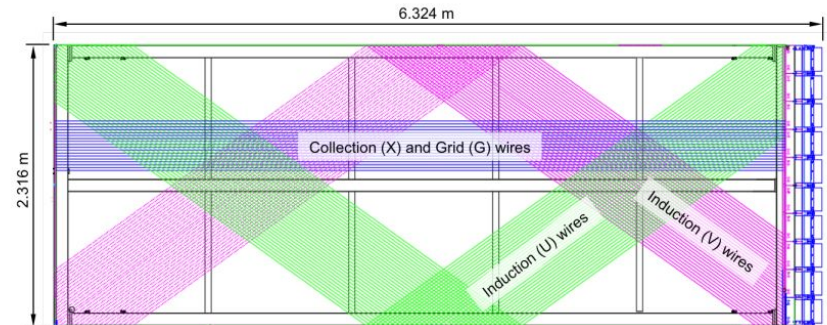 6.324 m
2.316 m
Collection (X) and Grid (G) wires
Induction (U) wires
Induction (V) wires